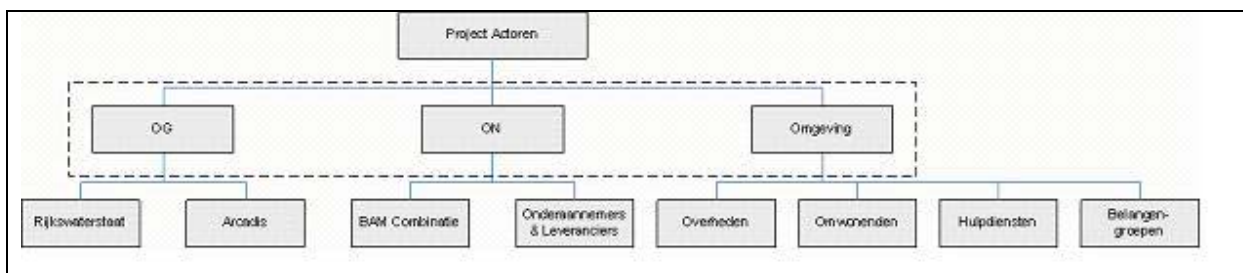 Project Actoren
OG
ON
Omgeving
Rijkswaterstaat
Arcadis
BAM Combinatie
Onderaannemers
& Leveranciers
Overheden
Omwonenden
Hulpdiensten
Belangen-
groepen